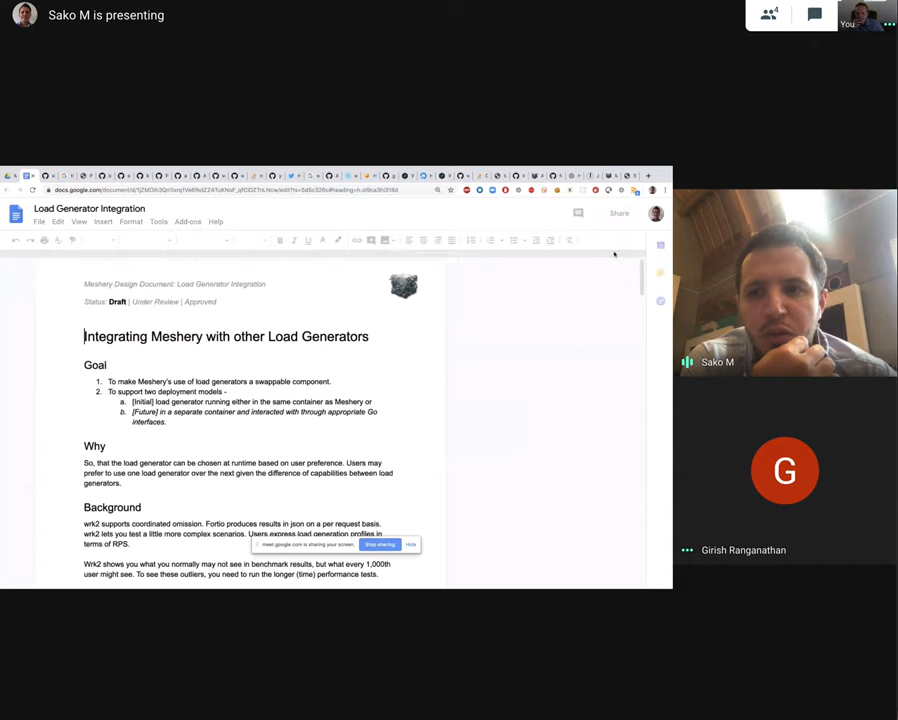 Sako M is presenting
4
You
Load Generator Integration
Share
File Edit View Insert Format Tools Add-ons Help
Meshery Design Document: Load Generator Integration
Status: Draft | Under Review | Approved
Integrating Meshery with other Load Generators
Goal
1. To make Meshery's use of load generators a swappable component.
2. To support two deployment models -
a. [Initial] load generator running either in the same container as Meshery or
b. [Future] in a separate container and interacted with through appropriate Go
interfaces.
Why
So, that the load generator can be chosen at runtime based on user preference. Users may
prefer to use one load generator over the next given the difference of capabilities between load
generators.
Background
wrk2 supports coordinated omission. Fortio produces results in json on a per request basis.
wrk2 lets you test a little more complex scenarios. Users express load generation profiles in
terms of RPS.
meet.google.com is sharing your screen.
Stop sharing
Hide
Wrk2 shows you what you normally may not see in benchmark results, but what every 1,000th
user might see. To see these outliers, you need to run the longer (time) performance tests.
Sako M
G
Girish Ranganathan